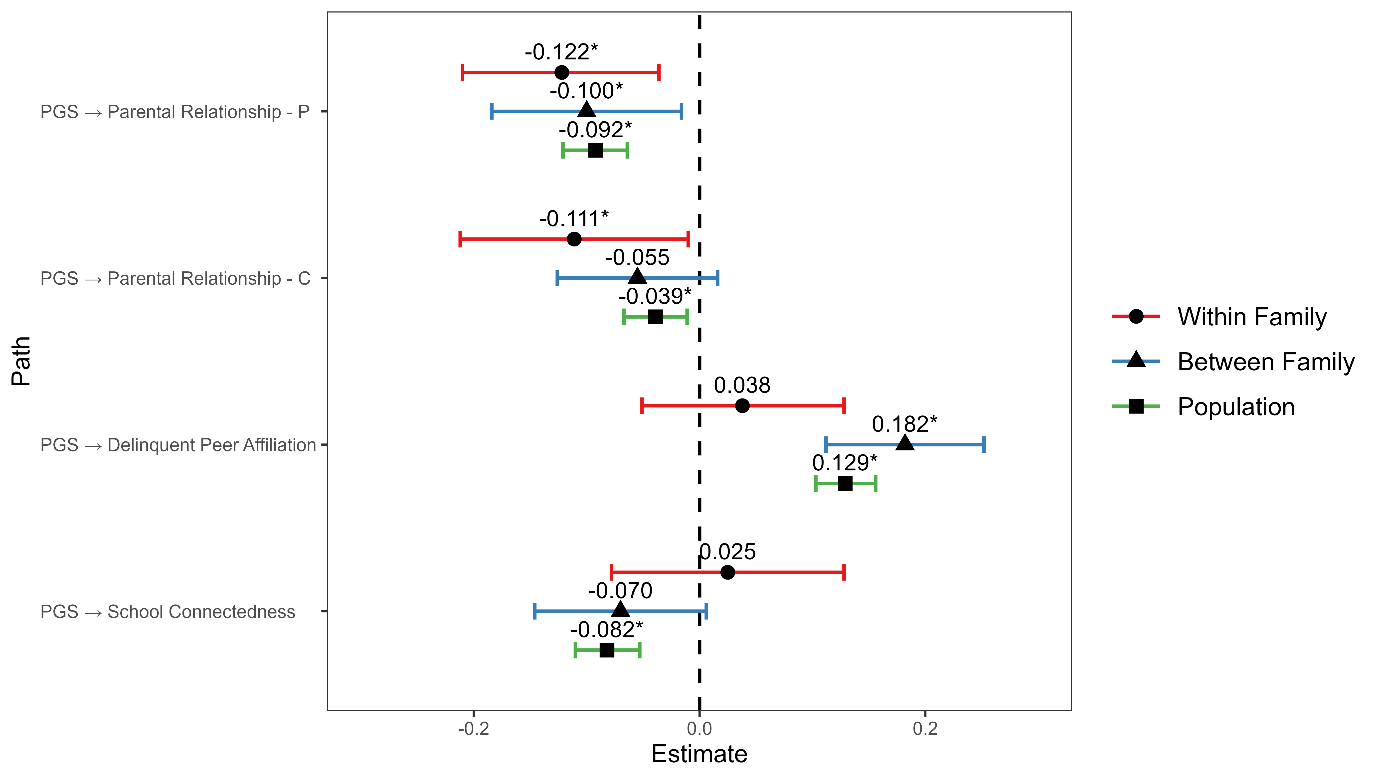 -0.122*
-0.100*
PGS → Parental Relationship - P
-0.092*
-0.111*
-0.055
PGS → Parental Relationship - C
-0.039*
0.038
0.182*
PGS → Delinquent Peer Affiliation
0.129*
0.025
-0.070
PGS → School Connectedness
-0.082*
Path
-0.2
0.0
0.2
Estimate
Within Family
Between Family
Population